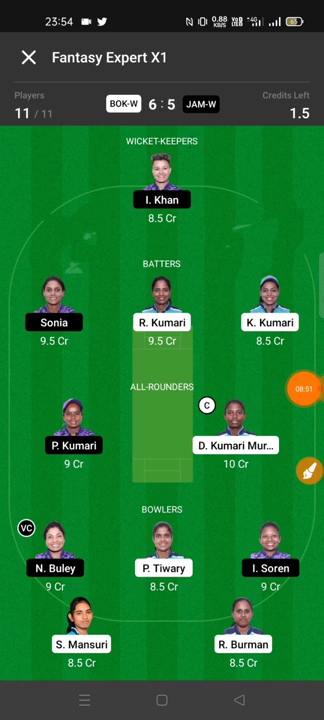 23:54
0.88 KB/S
4G
63
Fantasy Expert X1
Players
11 / 11
BOK-W 6 : 5 JAM-W
Credits Left
1.5
WICKET-KEEPERS
I. Khan
8.5 Cr
BATTERS
Sonia R. Kumari K. Kumari
9.5 Cr 9.5 Cr 8.5 Cr
ALL-ROUNDERS
C
P. Kumari D. Kumari Mur...
9 Cr 10 Cr
08:51
BOWLERS
VC
N. Buley P. Tiwary I. Soren
9 Cr 8.5 Cr 9 Cr
S. Mansuri R. Burman
8.5 Cr 8.5 Cr